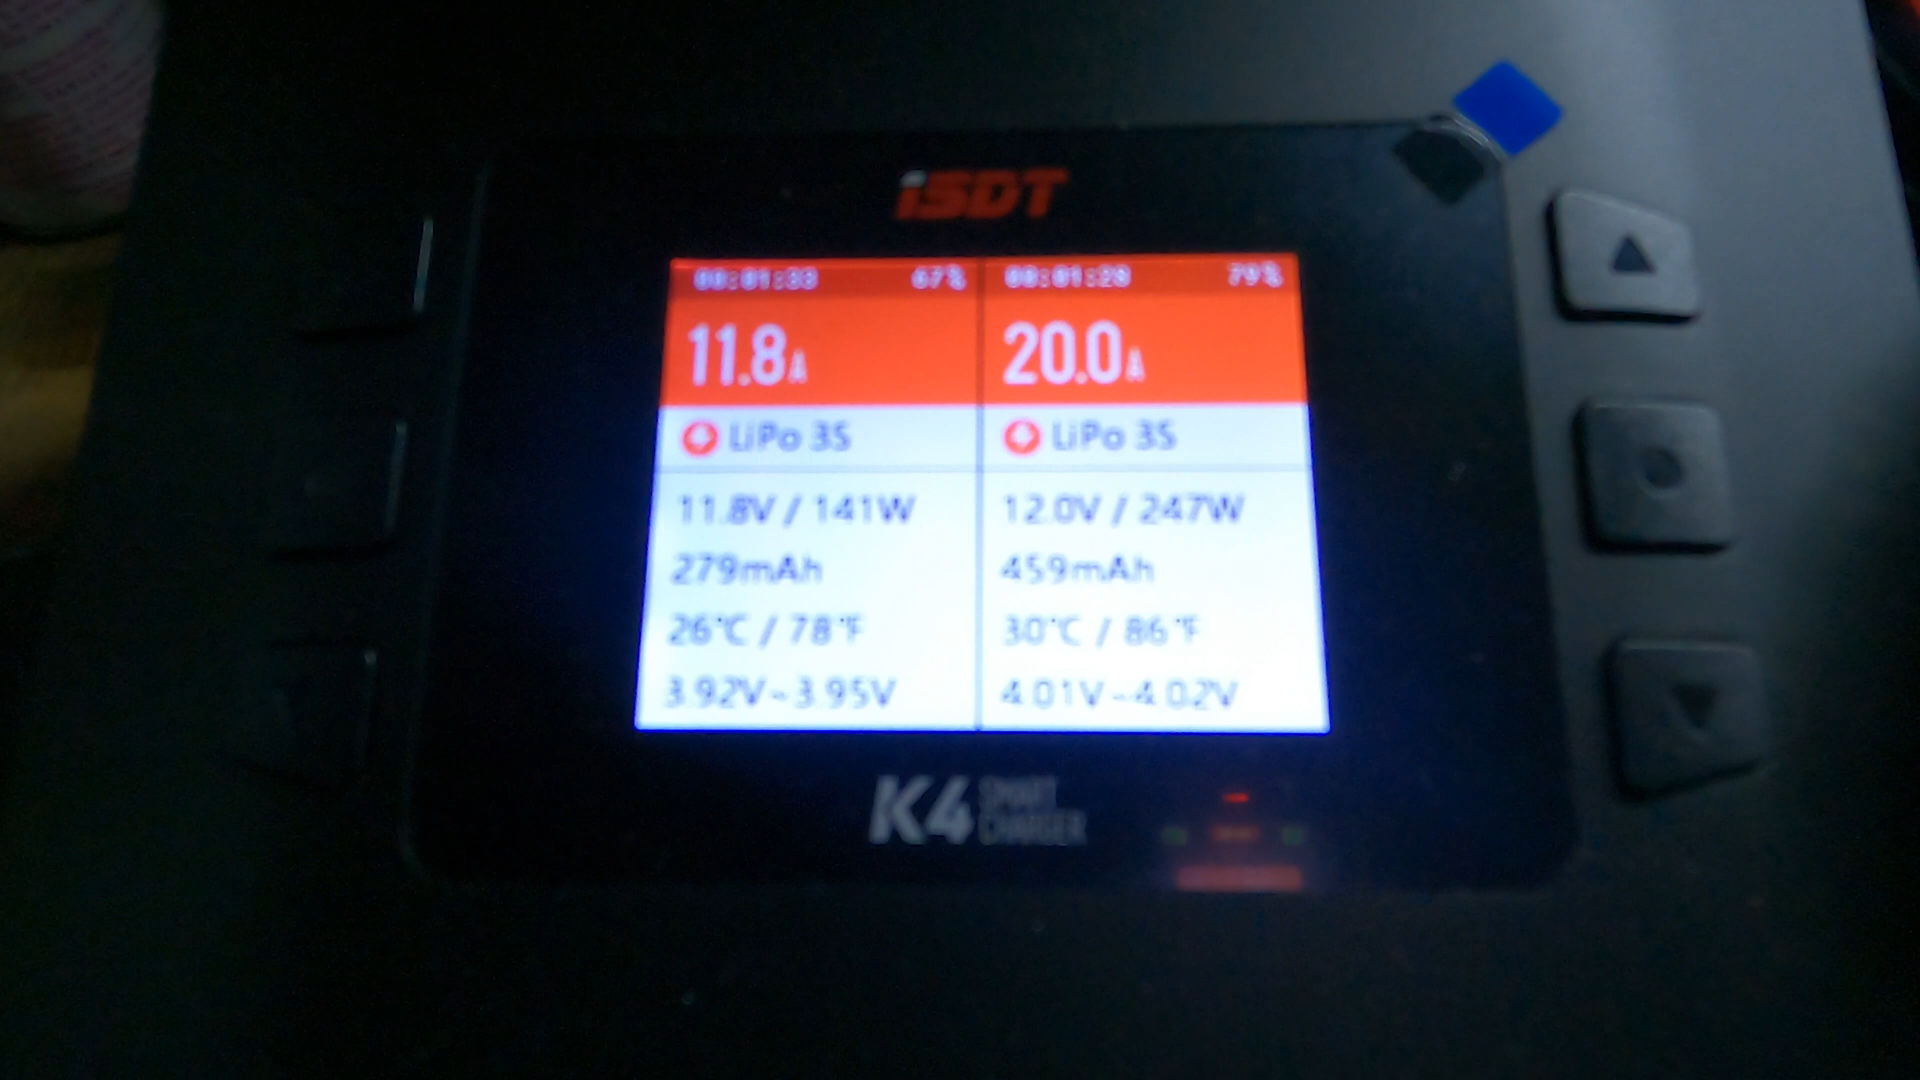 iSDT
00:01:33 67%
11.8A
LiPo 3S
11.8V / 141W
279mAh
26°C / 78°F
3.92V~3.95V
00:01:28 79%
20.0A
LiPo 3S
12.0V / 247W
459mAh
30°C / 86°F
4.01V~4.02V
K4 SMART
CHARGER